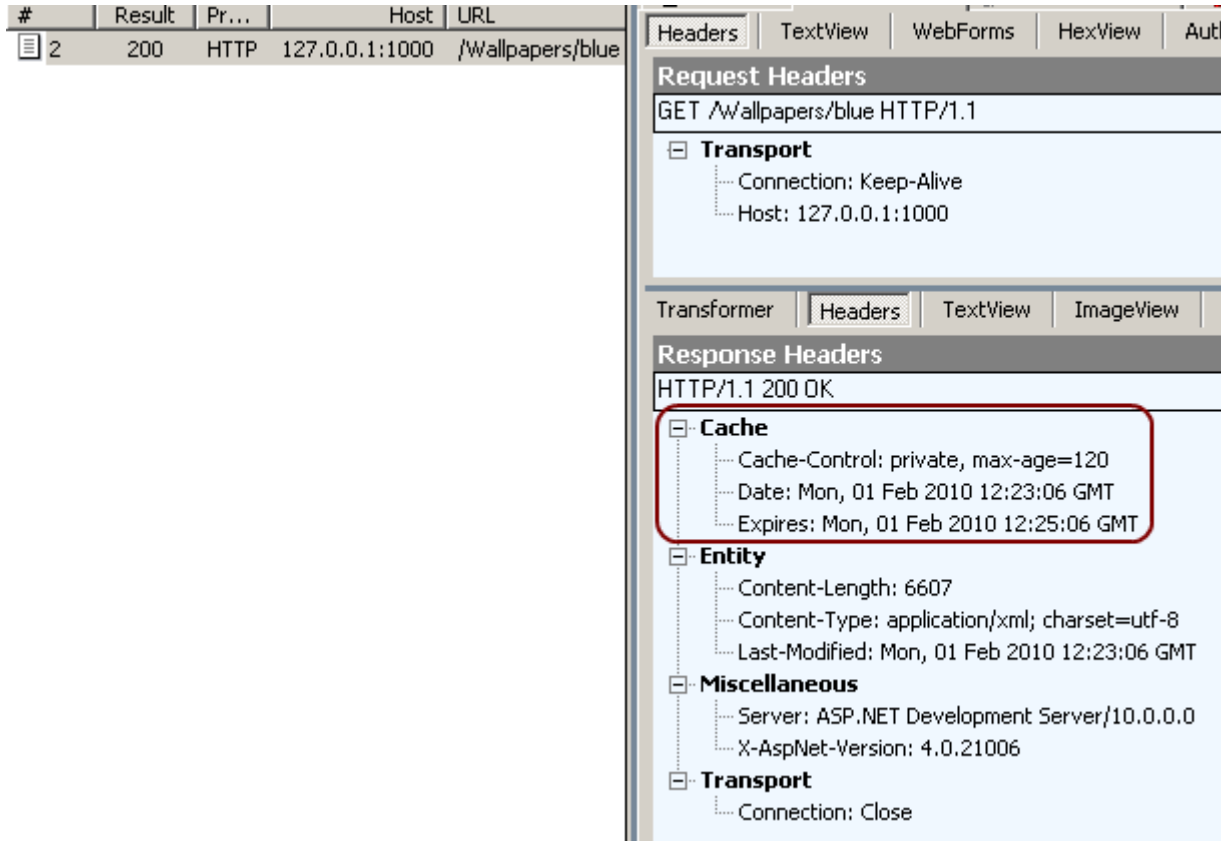 # Result Pr... Host URL
2 200 HTTP 127.0.0.1:1000 /Wallpapers/blue
Headers TextView WebForms HexView
Request Headers
GET /Wallpapers/blue HTTP/1.1
Transport
Connection: Keep-Alive
Host: 127.0.0.1:1000
Transformer Headers TextView ImageView
Response Headers
HTTP/1.1 200 OK
Cache
Cache-Control: private, max-age=120
Date: Mon, 01 Feb 2010 12:23:06 GMT
Expires: Mon, 01 Feb 2010 12:25:06 GMT
Entity
Content-Length: 6607
Content-Type: application/xml; charset=utf-8
Last-Modified: Mon, 01 Feb 2010 12:23:06 GMT
Miscellaneous
Server: ASP.NET Development Server/10.0.0.0
X-AspNet-Version: 4.0.21006
Transport
Connection: Close